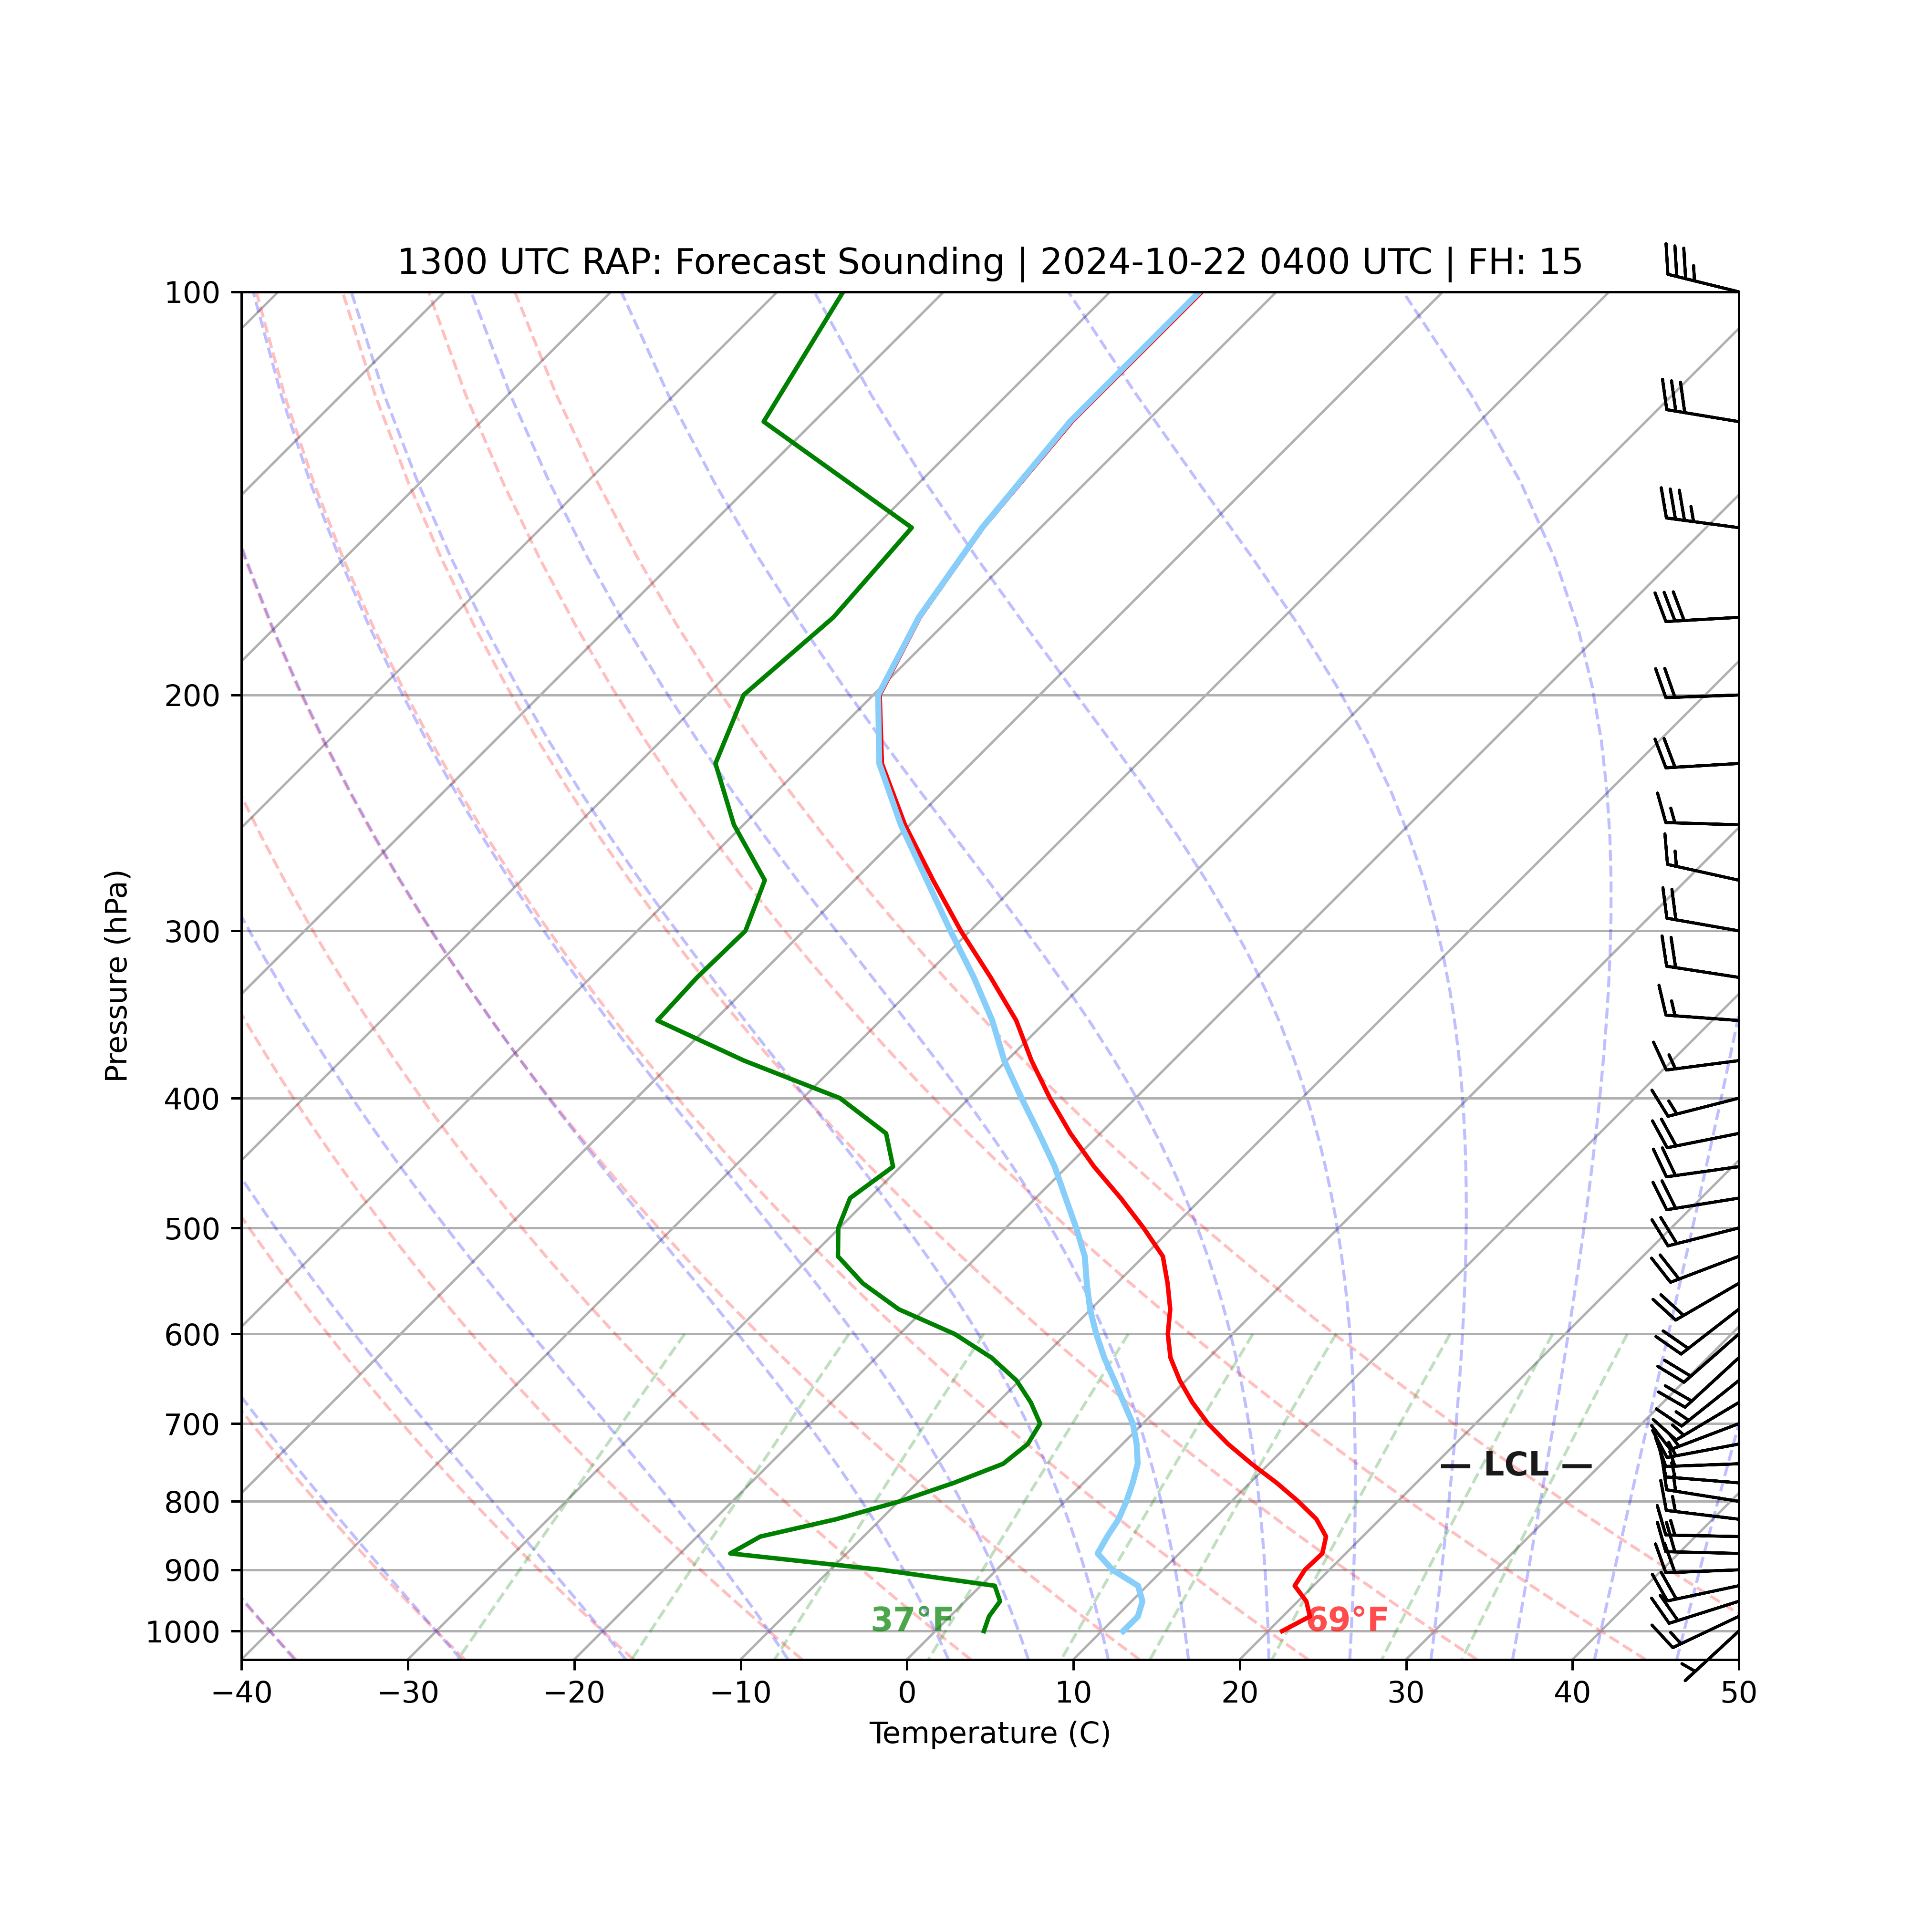 1300 UTC RAP: Forecast Sounding | 2024-10-22 0400 UTC | FH: 15
100
200
300
400
500
600
700
800
900
1000
Pressure (hPa)
— LCL —
37°F
69°F
−40 −30 −20 −10 0 10 20 30 40 50
Temperature (C)